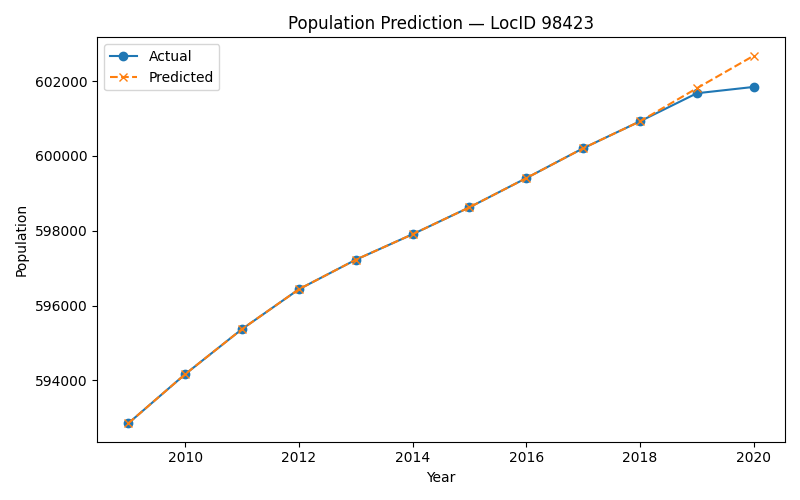 Population Prediction — LocID 98423
Actual
Predicted
602000
600000
598000
596000
594000
Population
2010
2012
2014
2016
2018
2020
Year